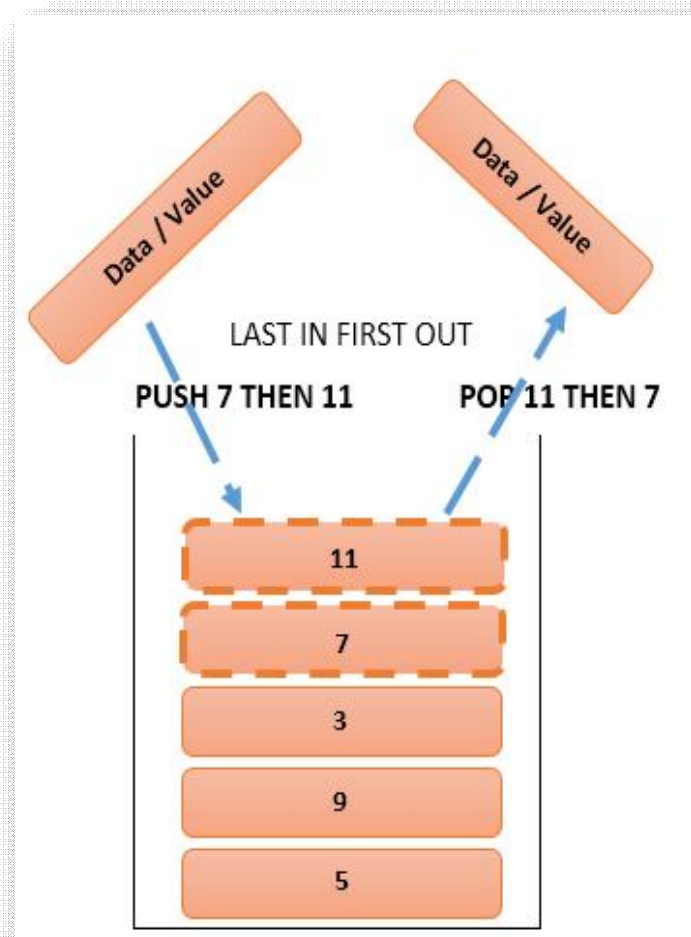 Data / Value
Data / Value
LAST IN FIRST OUT
PUSH 7 THEN 11
POP 11 THEN 7
11
7
3
9
5